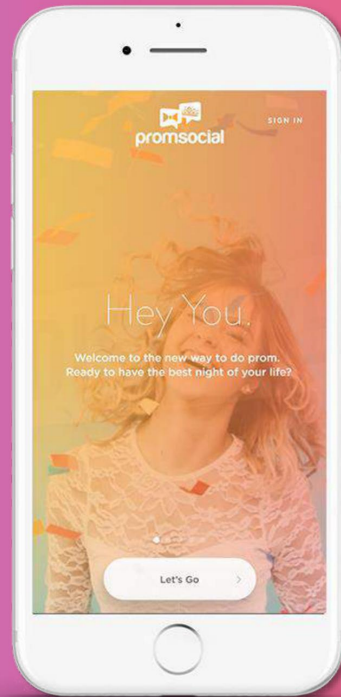 promsocial
SIGN IN
Hey You.
Welcome to the new way to do prom.
Ready to have the best night of your life?
Let's Go